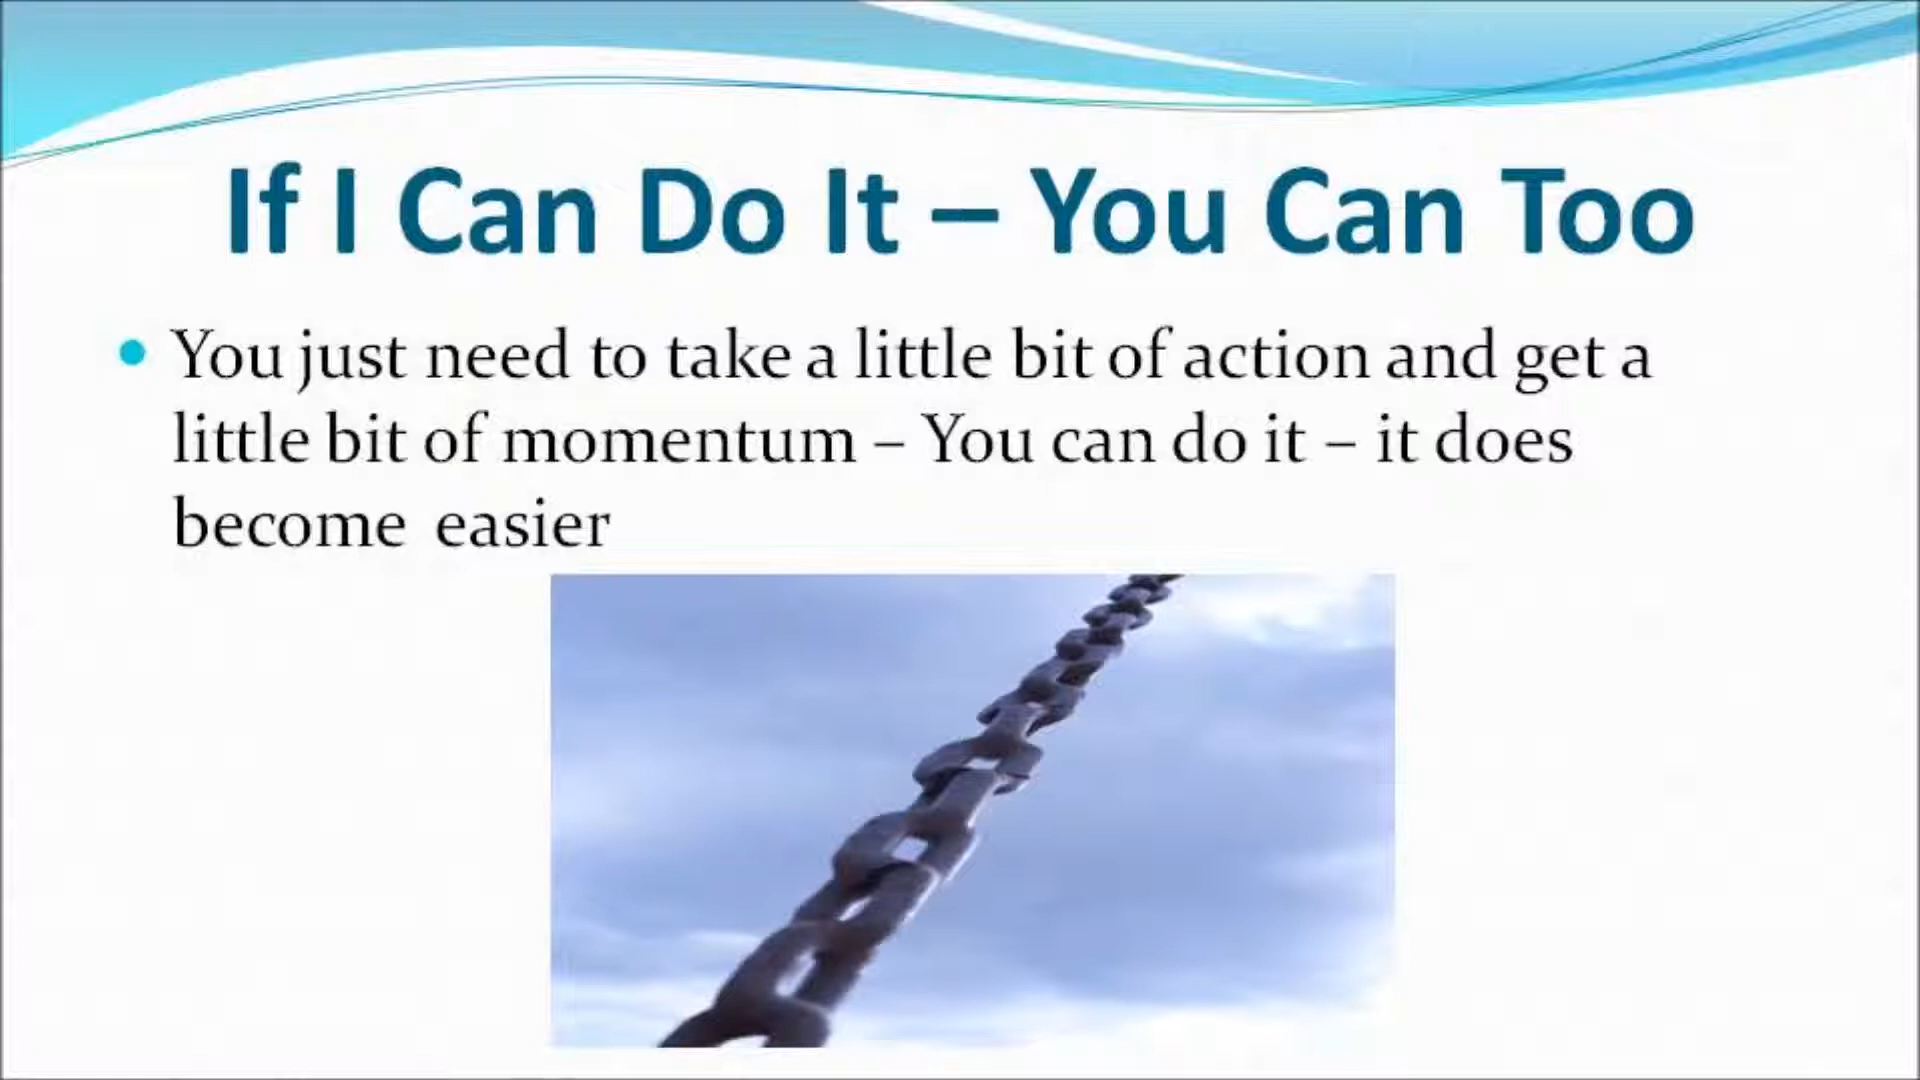 If I Can Do It – You Can Too
You just need to take a little bit of action and get a
little bit of momentum – You can do it – it does
become easier